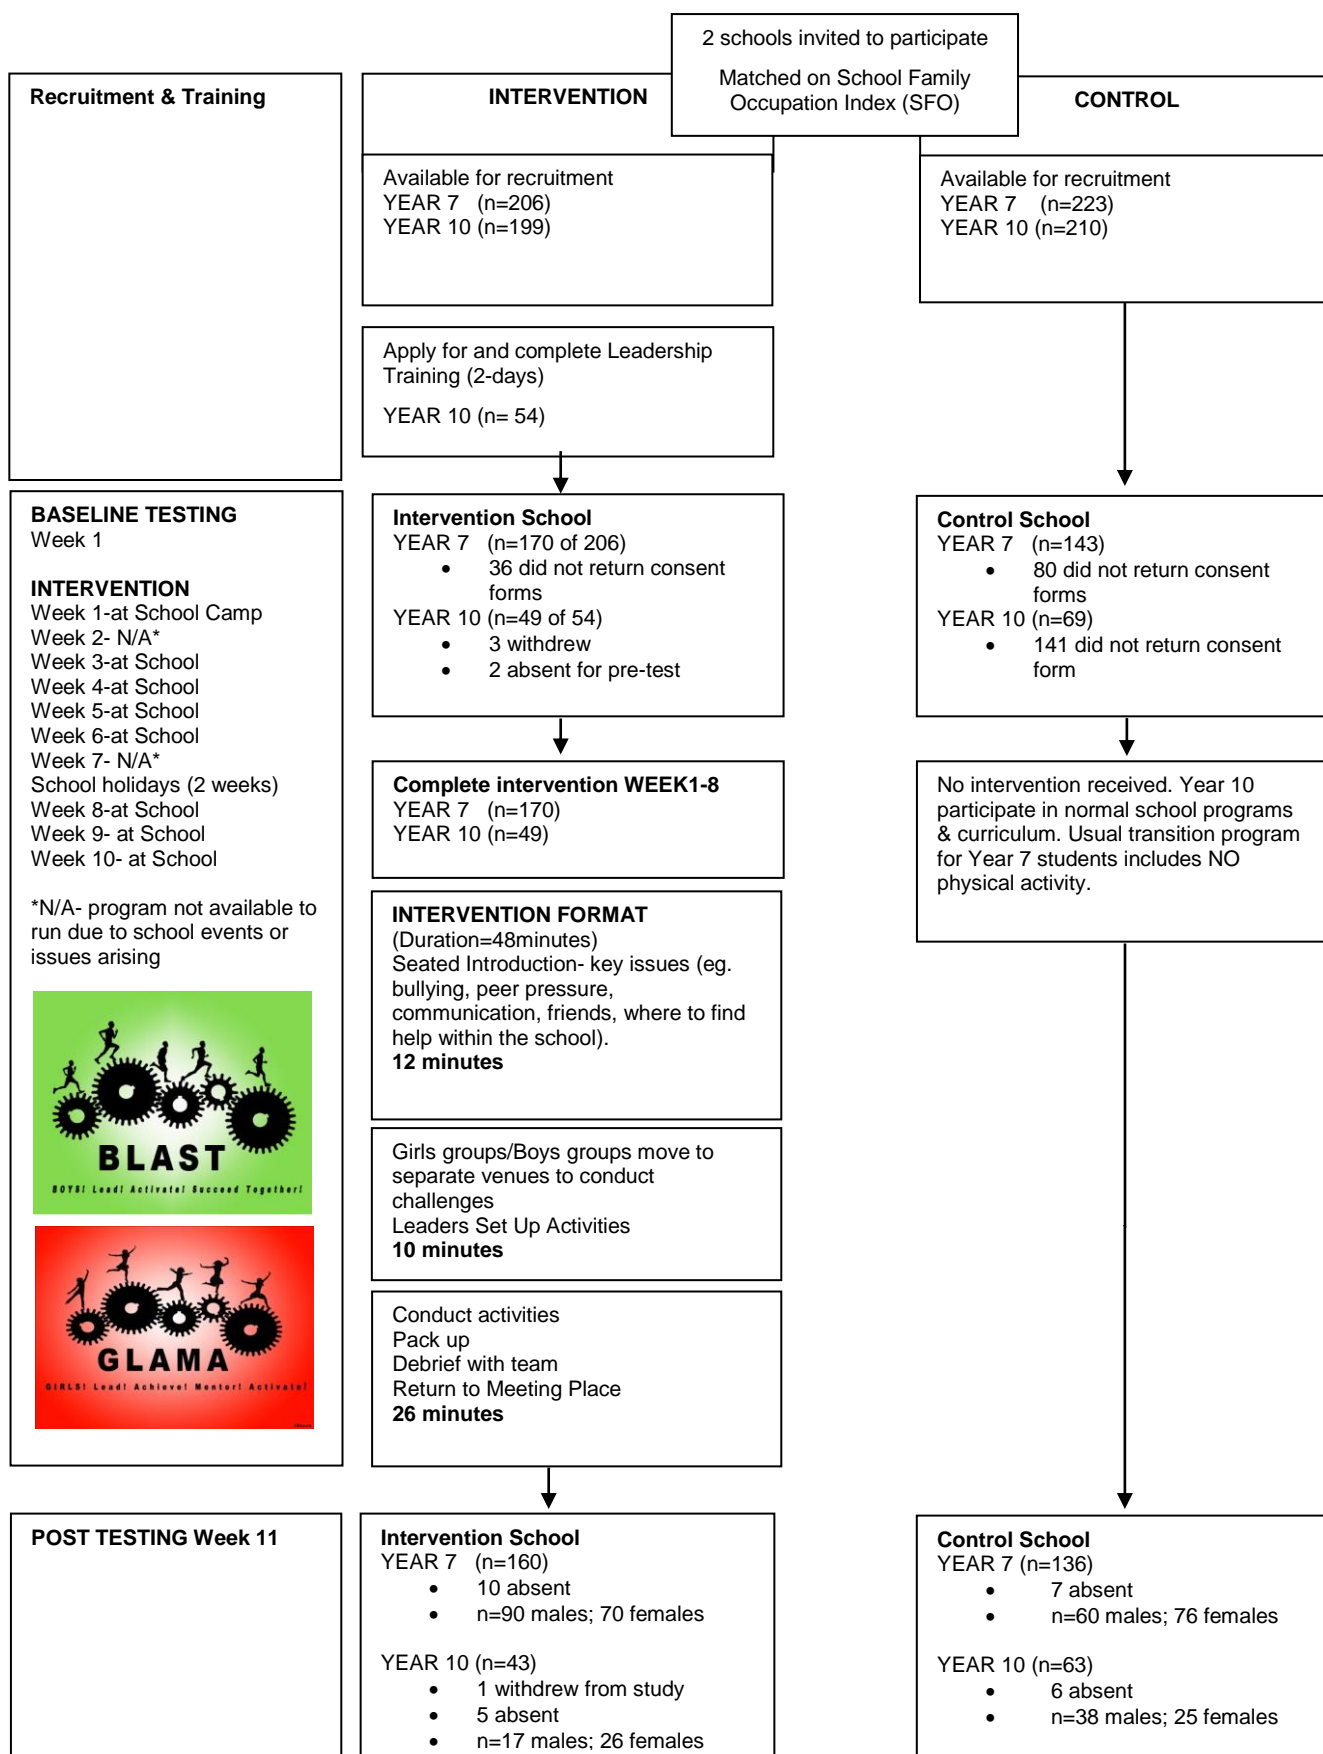 2 schools invited to participate
Matched on School Family
Occupation Index (SFO)
Recruitment & Training
INTERVENTION
CONTROL
Available for recruitment
YEAR 7 (n=206)
YEAR 10 (n=199)
Available for recruitment
YEAR 7 (n=223)
YEAR 10 (n=210)
Apply for and complete Leadership
Training (2-days)
YEAR 10 (n= 54)
BASELINE TESTING
Week 1
INTERVENTION
Week 1-at School Camp
Week 2- N/A*
Week 3-at School
Week 4-at School
Week 5-at School
Week 6-at School
Week 7- N/A*
School holidays (2 weeks)
Week 8-at School
Week 9- at School
Week 10- at School
*N/A- program not available to
run due to school events or
issues arising
BLAST
BOYS! Lead! Activate! Succeed Together!
GLAMA
GIRLS! Lead! Achieve! Mentor! Activate!
Intervention School
YEAR 7 (n=170 of 206)
• 36 did not return consent
forms
YEAR 10 (n=49 of 54)
• 3 withdrew
• 2 absent for pre-test
Control School
YEAR 7 (n=143)
• 80 did not return consent
forms
YEAR 10 (n=69)
• 141 did not return consent
form
Complete intervention WEEK1-8
YEAR 7 (n=170)
YEAR 10 (n=49)
No intervention received. Year 10
participate in normal school programs
& curriculum. Usual transition program
for Year 7 students includes NO
physical activity.
INTERVENTION FORMAT
(Duration=48minutes)
Seated Introduction- key issues (eg.
bullying, peer pressure,
communication, friends, where to find
help within the school).
12 minutes
Girls groups/Boys groups move to
separate venues to conduct
challenges
Leaders Set Up Activities
10 minutes
Conduct activities
Pack up
Debrief with team
Return to Meeting Place
26 minutes
POST TESTING Week 11
Intervention School
YEAR 7 (n=160)
• 10 absent
• n=90 males; 70 females
YEAR 10 (n=43)
• 1 withdrew from study
• 5 absent
• n=17 males; 26 females
Control School
YEAR 7 (n=136)
• 7 absent
• n=60 males; 76 females
YEAR 10 (n=63)
• 6 absent
• n=38 males; 25 females